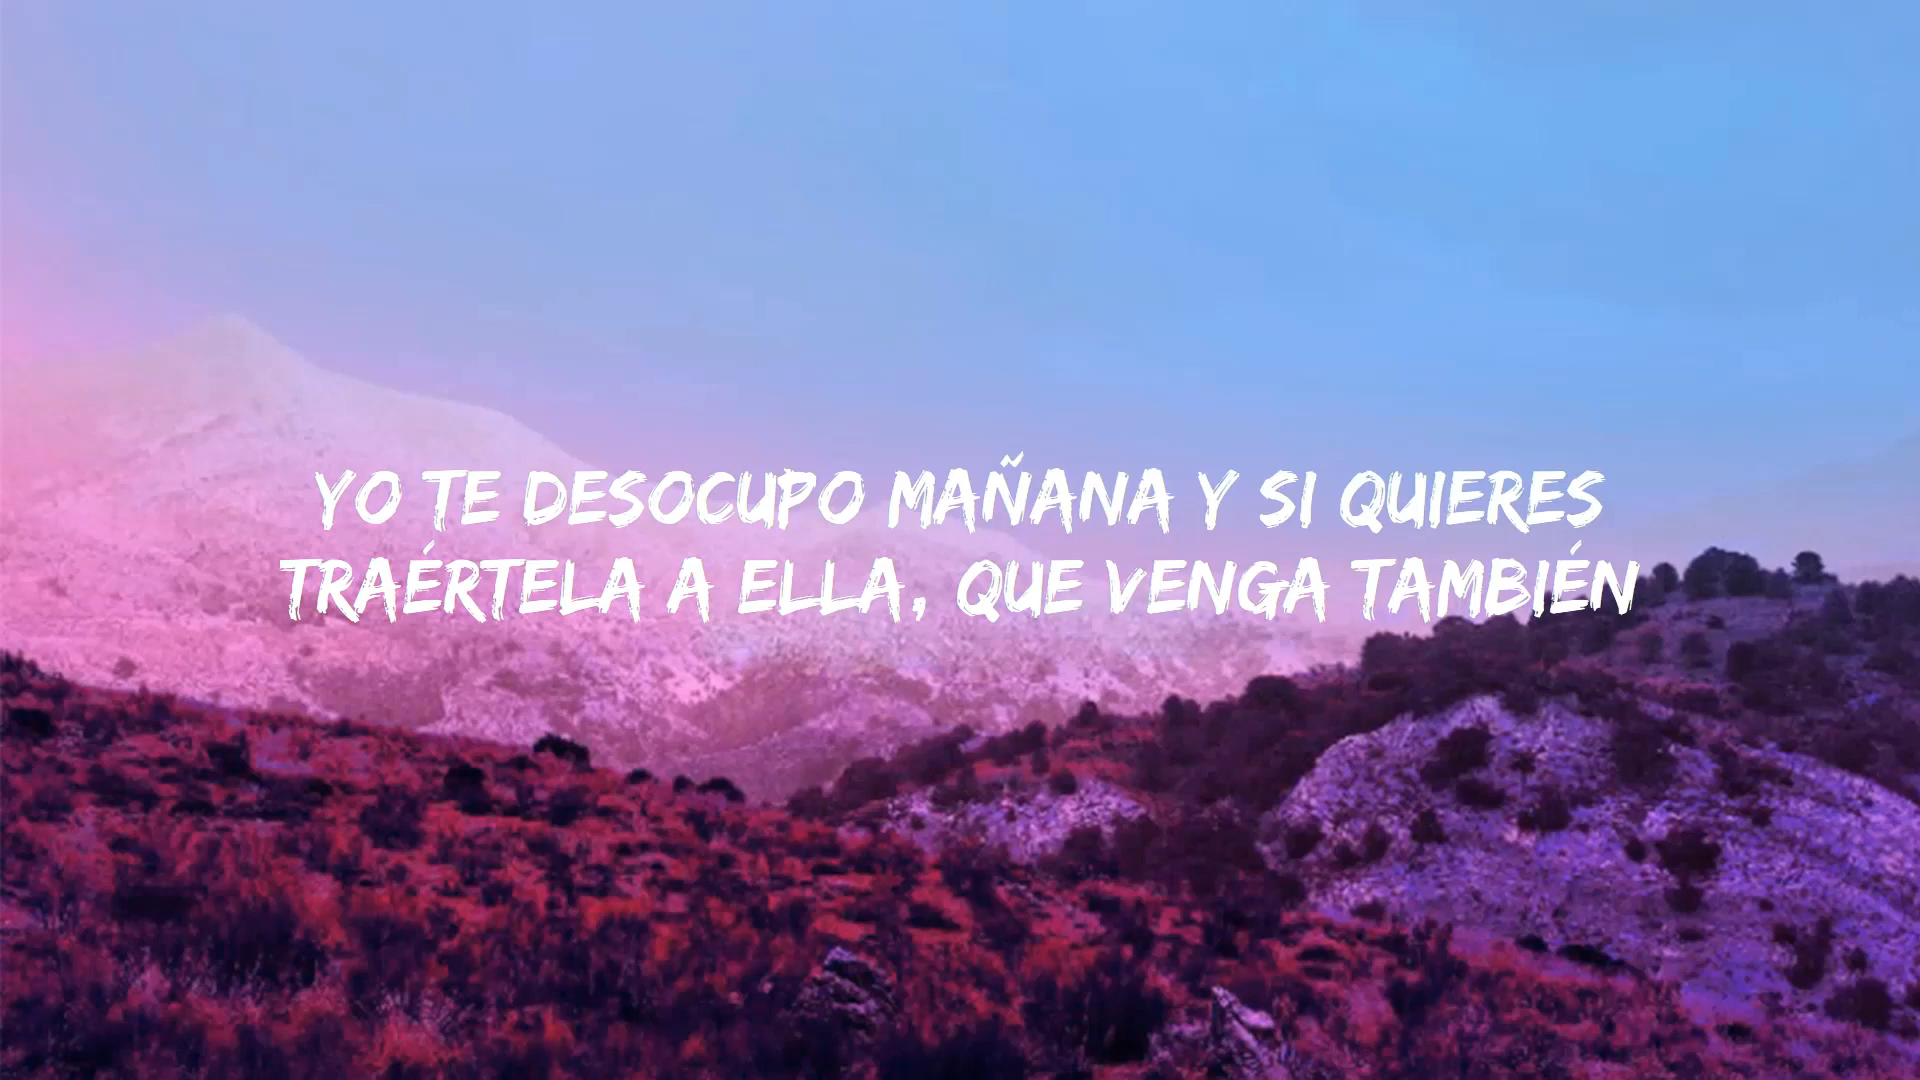 YO TE DESOCUPO MAÑANA Y SI QUIERES
TRAÉRTELA A ELLA, QUE VENGA TAMBIÉN